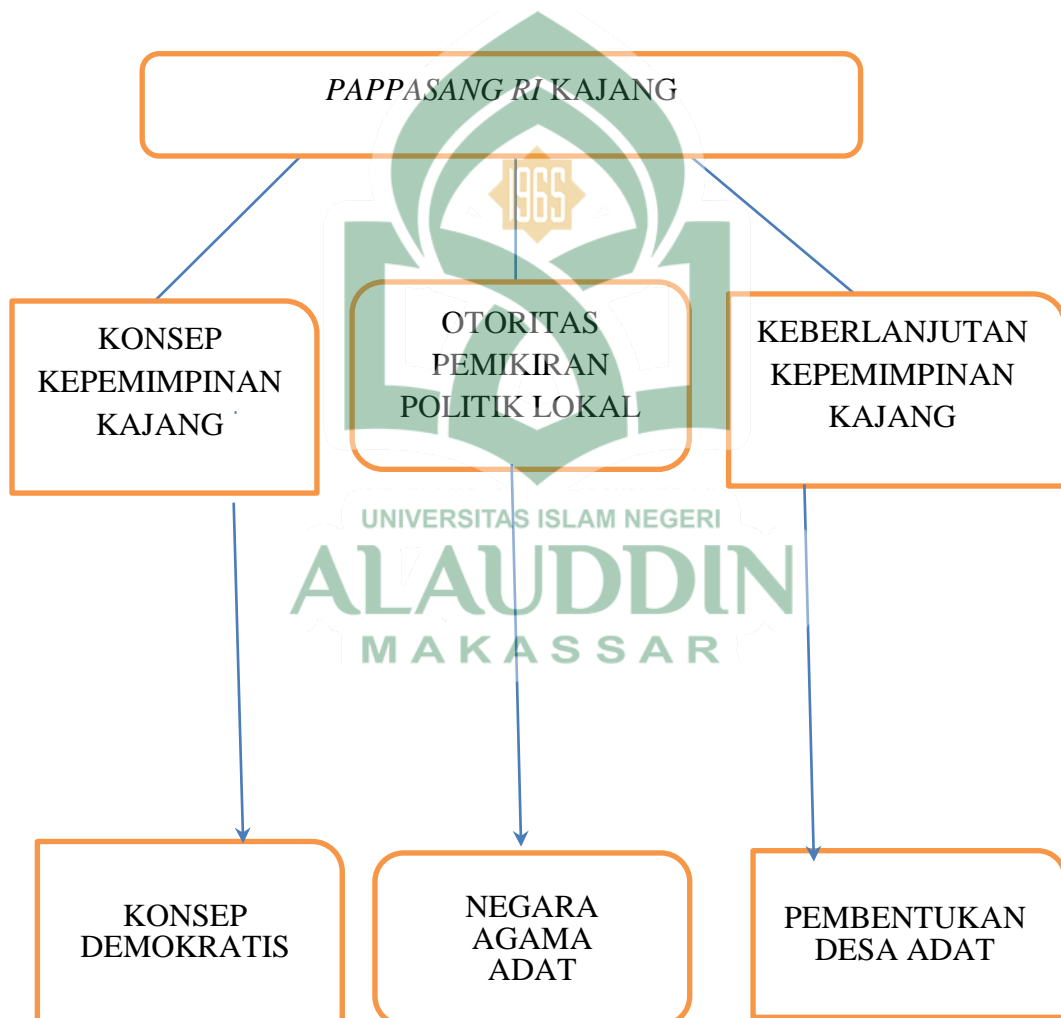 PAPPASANG RI KAJANG
1965
KONSEP
KEPEMIMPINAN
KAJANG
OTORITAS
PEMIKIRAN
POLITIK LOKAL
KEBERLANJUTAN
KEPEMIMPINAN
KAJANG
UNIVERSITAS ISLAM NEGERI
ALAUDDIN
MAKASSAR
KONSEP
DEMOKRATIS
NEGARA
AGAMA
ADAT
PEMBENTUKAN
DESA ADAT